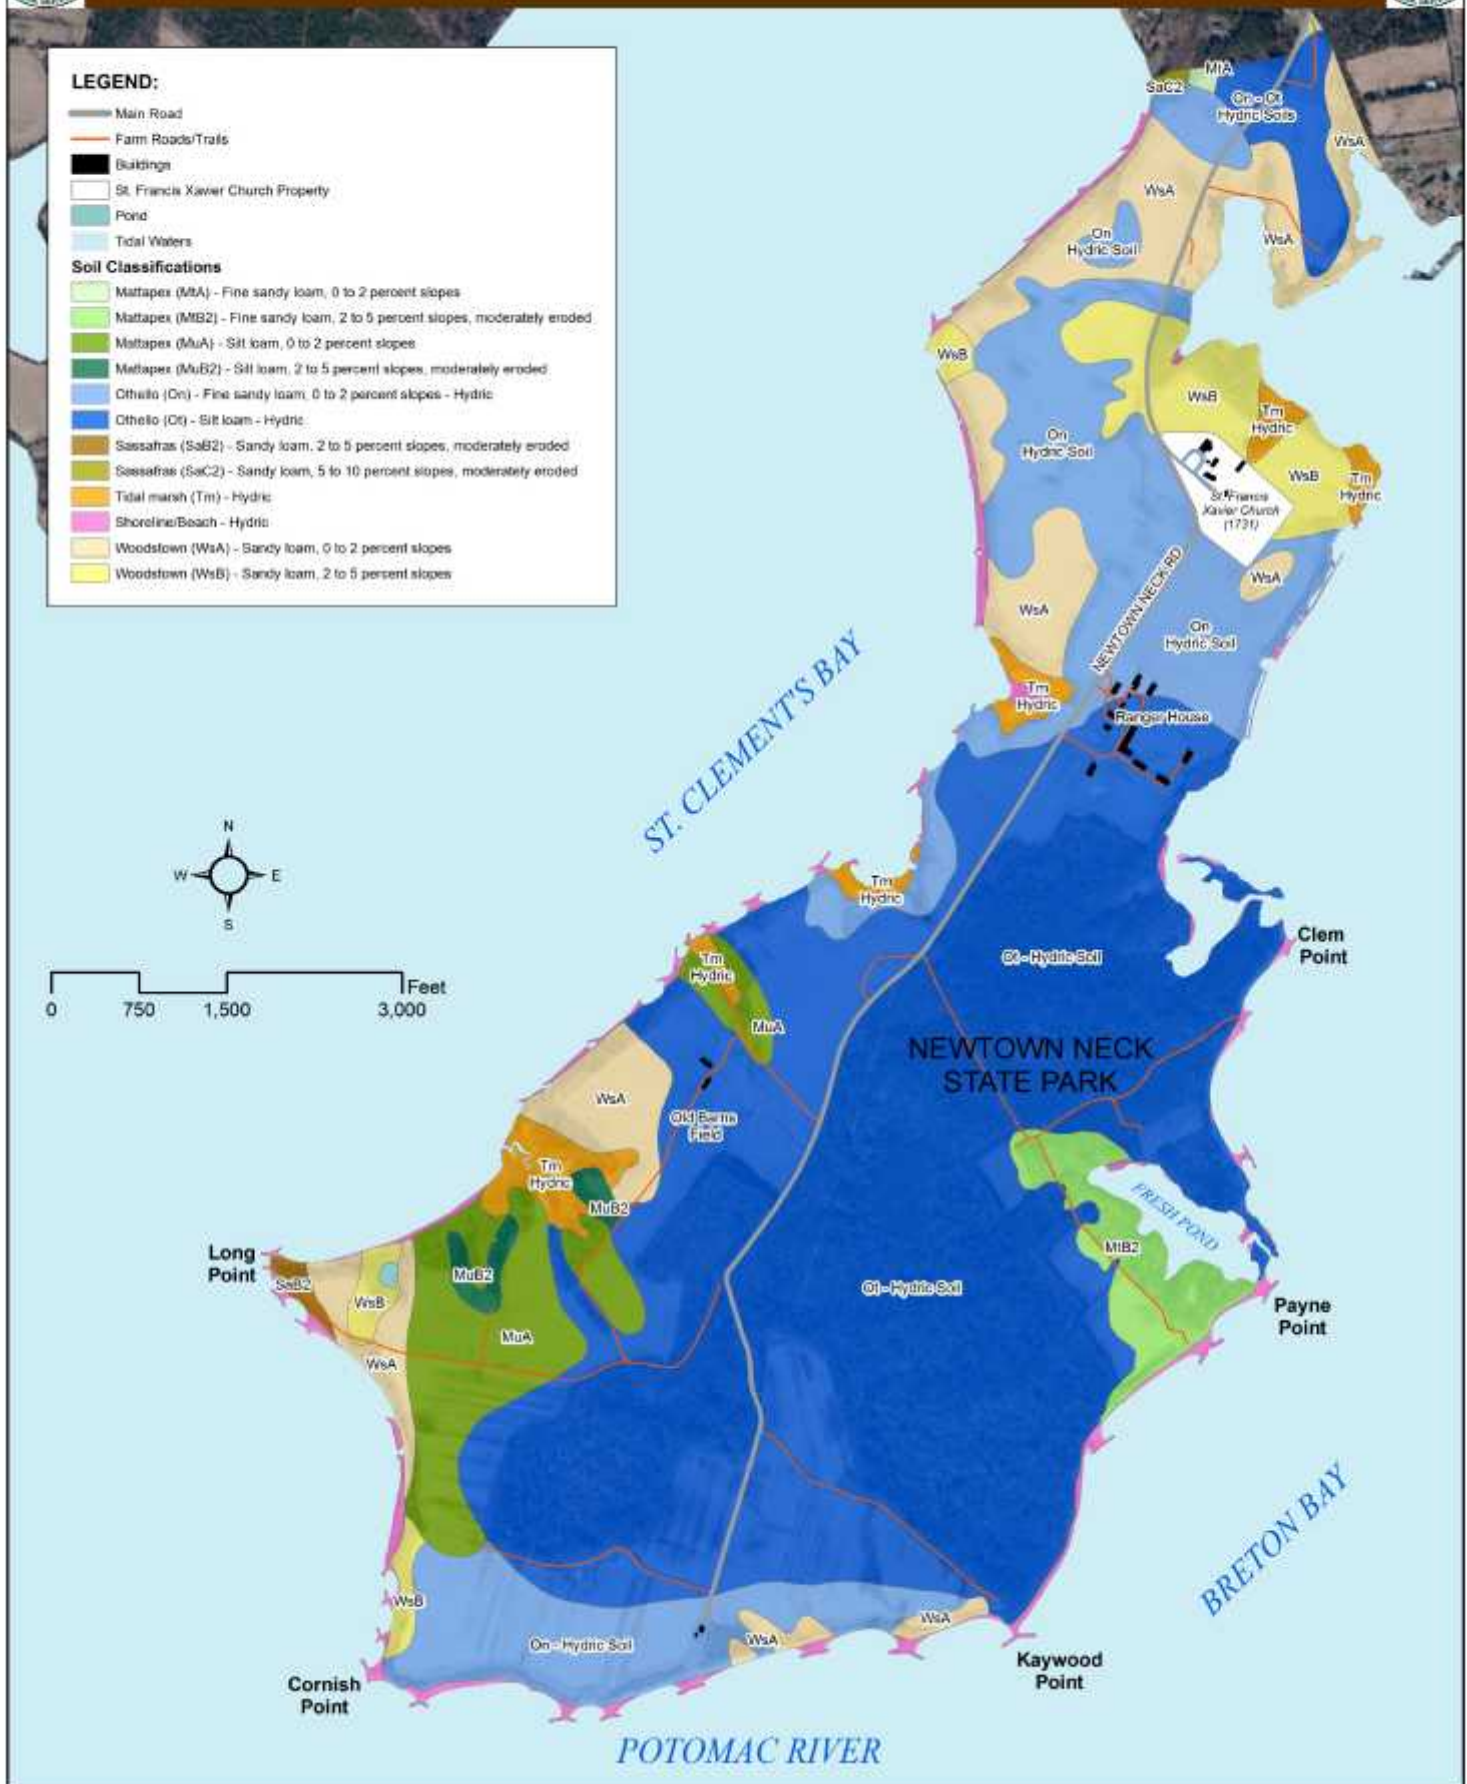 LEGEND:
Main Road
Farm Roads/Trails
Buildings
St. Francis Xavier Church Property
Pond
Tidal Waters
Soil Classifications
Mattapex (MtA) - Fine sandy loam, 0 to 2 percent slopes
Mattapex (MtB2) - Fine sandy loam, 2 to 5 percent slopes, moderately eroded
Mattapex (MuA) - Silt loam, 0 to 2 percent slopes
Mattapex (MuB2) - Silt loam, 2 to 5 percent slopes, moderately eroded
Othello (On) - Fine sandy loam, 0 to 2 percent slopes - Hydric
Othello (Ot) - Silt loam - Hydric
Sassafras (SaB2) - Sandy loam, 2 to 5 percent slopes, moderately eroded
Sassafras (SaC2) - Sandy loam, 5 to 10 percent slopes, moderately eroded
Tidal marsh (Tm) - Hydric
Shoreline/Beach - Hydric
Woodstown (WsA) - Sandy loam, 0 to 2 percent slopes
Woodstown (WsB) - Sandy loam, 2 to 5 percent slopes
MtA
SaC2
On - Ot
Hydric Soils
WsA
WsA
WsA
On
Hydric Soil
WsB
WsB
Tm
Hydric
On
Hydric Soil
WsB
Tm
Hydric
St. Francis
Xavier Church
(1731)
WsA
NEWTOWN NECK RD
WsA
On
Hydric Soil
Tm
Hydric
Ranger House
ST. CLEMENT'S BAY
N
W
E
S
Tm
Hydric
Clem
Point
Ot - Hydric Soil
Tm
Hydric
Feet
0
750
1,500
3,000
MuA
NEWTOWN NECK
STATE PARK
WsA
Old Barns
Field
Tm
Hydric
MuB2
FRESH POND
MtB2
Long
Point
SaB2
MuB2
WsB
Ot - Hydric Soil
Payne
Point
MuA
WsA
BRETON BAY
WsB
WsA
WsA
On - Hydric Soil
Kaywood
Point
Cornish
Point
POTOMAC RIVER